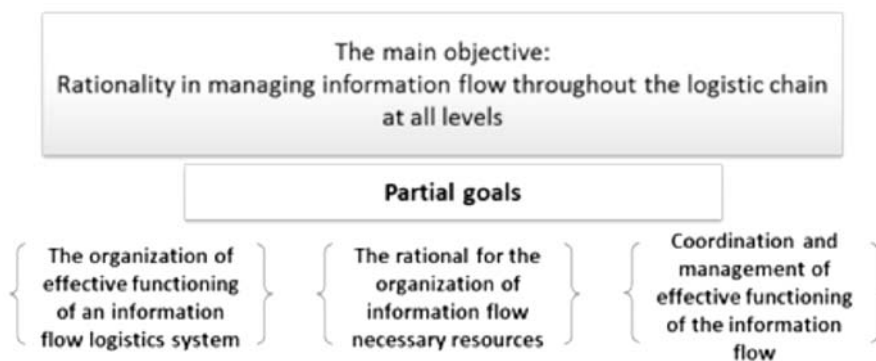 The main objective:
Rationality in managing information flow throughout the logistic chain
at all levels
Partial goals
The organization of
effective functioning
of an information
flow logistics system
The rational for the
organization of
information flow
necessary resources
Coordination and
management of
effective functioning
of the information
flow